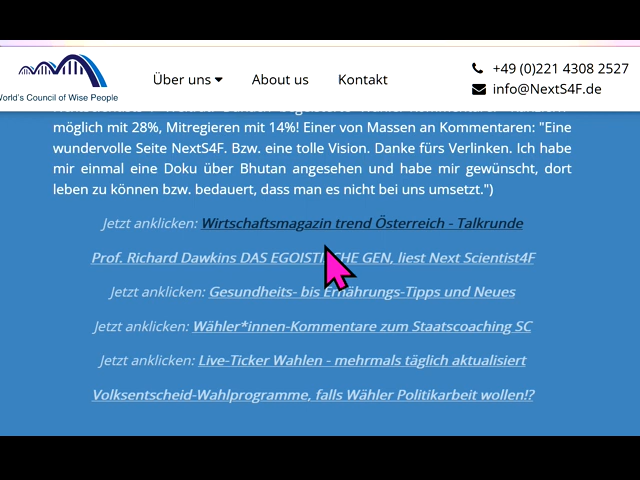 World's Council of Wise People
Über uns
About us
Kontakt
+49 (0)221 4308 2527
info@NextS4F.de
möglich mit 28%, Mitregieren mit 14%! Einer von Massen an Kommentaren: "Eine
wundervolle Seite NextS4F. Bzw. eine tolle Vision. Danke fürs Verlinken. Ich habe
mir einmal eine Doku über Bhutan angesehen und habe mir gewünscht, dort
leben zu können bzw. bedauert, dass man es nicht bei uns umsetzt.")
Jetzt anklicken: Wirtschaftsmagazin trend Österreich - Talkrunde
Prof. Richard Dawkins DAS EGOISTISCHE GEN, liest Next Scientist4F
Jetzt anklicken: Gesundheits- bis Ernährungs-Tipps und Neues
Jetzt anklicken: Wähler*innen-Kommentare zum Staatscoaching SC
Jetzt anklicken: Live-Ticker Wahlen - mehrmals täglich aktualisiert
Volksentscheid-Wahlprogramme, falls Wähler Politikarbeit wollen!?